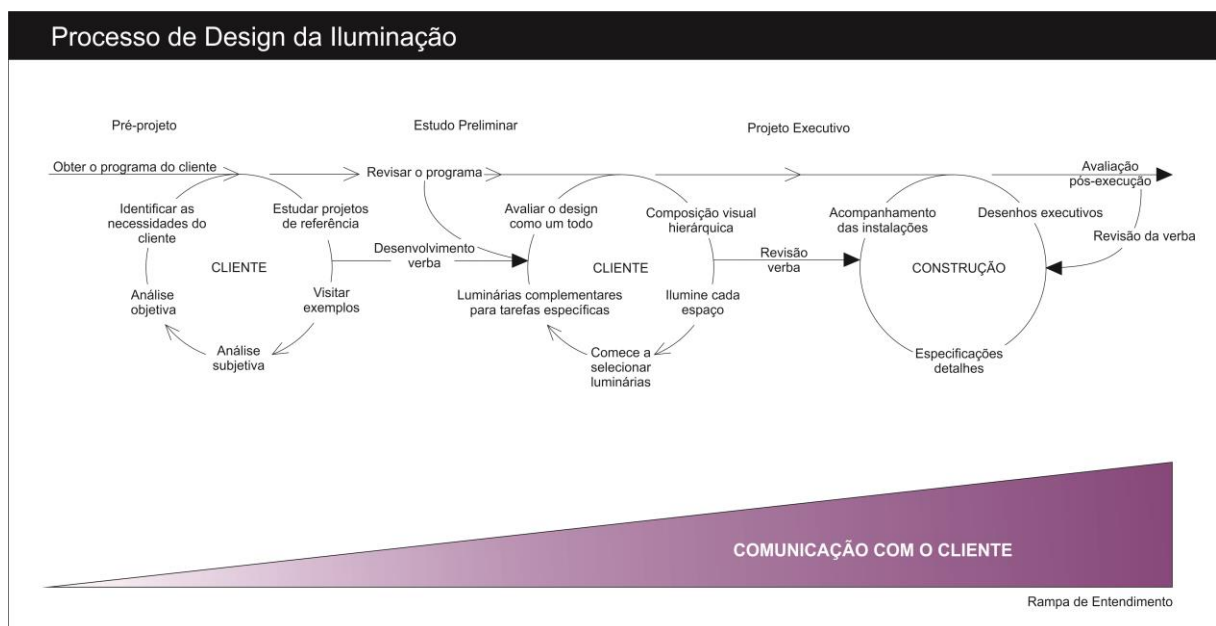 Processo de Design da Iluminação
Pré-projeto
Estudo Preliminar
Projeto Executivo
Obter o programa do cliente
Revisar o programa
Avaliação
pós-execução
Identificar as
necessidades do
cliente
Estudar projetos
de referência
CLIENTE
Análise
objetiva
Visitar
exemplos
Análise
subjetiva
Desenvolvimento
verba
Avaliar o design
como um todo
Composição visual
hierárquica
CLIENTE
Luminárias complementares
para tarefas específicas
Ilumine cada
espaço
Comece a
selecionar
luminárias
Revisão
verba
Acompanhamento
das instalações
Desenhos executivos
CONSTRUÇÃO
Revisão da verba
Especificações
detalhes
COMUNICAÇÃO COM O CLIENTE
Rampa de Entendimento